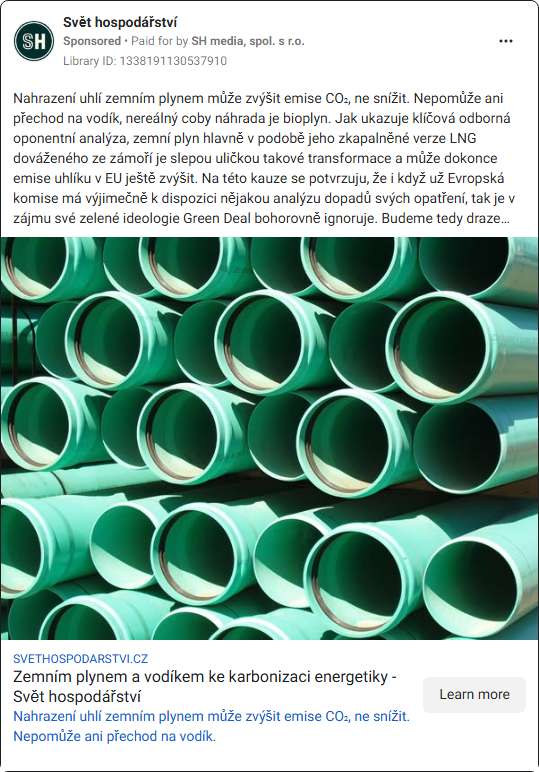 Svět hospodářství
Sponsored • Paid for by SH media, spol. s r.o.
Library ID: 1338191130537910
SH
Nahrazení uhlí zemním plynem může zvýšit emise CO₂, ne snížit. Nepomůže ani
přechod na vodík, nereálný coby náhrada je bioplyn. Jak ukazuje klíčová odborná
oponentní analýza, zemní plyn hlavně v podobě jeho zkapalněné verze LNG
dováženého ze zámoří je slepou uličkou takové transformace a může dokonce
emise uhlíku v EU ještě zvýšit. Na této kauze se potvrzuje, že i když už Evropská
komise má výjimečně k dispozici nějakou analýzu dopadů svých opatření, tak je v
zájmu své zelené ideologie Green Deal bohorovně ignoruje. Budeme tedy draze...
SVETHOSPODARSTVI.CZ
Zemním plynem a vodíkem ke karbonizaci energetiky -
Svět hospodářství
Learn more
Nahrazení uhlí zemním plynem může zvýšit emise CO₂, ne snížit.
Nepomůže ani přechod na vodík.